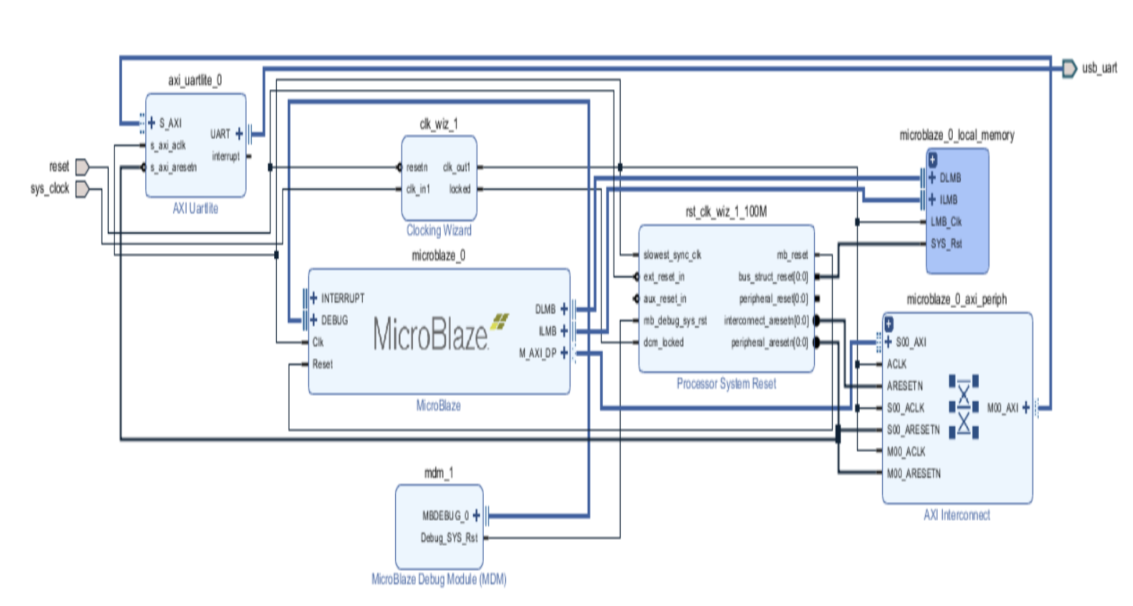 usb_uart
axi_uartlite_0
S_AXI
s_axi_aclk
s_axi_aresetn
UART
interrupt
AXI Uartlite
reset
sys_clock
clk_wiz_1
resetn
clk_in1
clk_out1
locked
Clocking Wizard
microblaze_0
INTERRUPT
DEBUG
Clk
Reset
MicroBlaze
DLMB
ILMB
M_AXI_DP
MicroBlaze
mdm_1
MBDEBUG_0
Debug_SYS_Rst
MicroBlaze Debug Module (MDM)
rst_clk_wiz_1_100M
slowest_sync_clk
ext_reset_in
aux_reset_in
mb_debug_sys_rst
dcm_locked
mb_reset
bus_struct_reset[0:0]
peripheral_reset[0:0]
interconnect_aresetn[0:0]
peripheral_aresetn[0:0]
Processor System Reset
microblaze_0_local_memory
DLMB
ILMB
LMB_Clk
SYS_Rst
microblaze_0_axi_periph
S00_AXI
ACLK
ARESETN
S00_ACLK
S00_ARESETN
M00_ACLK
M00_ARESETN
M00_AXI
AXI Interconnect